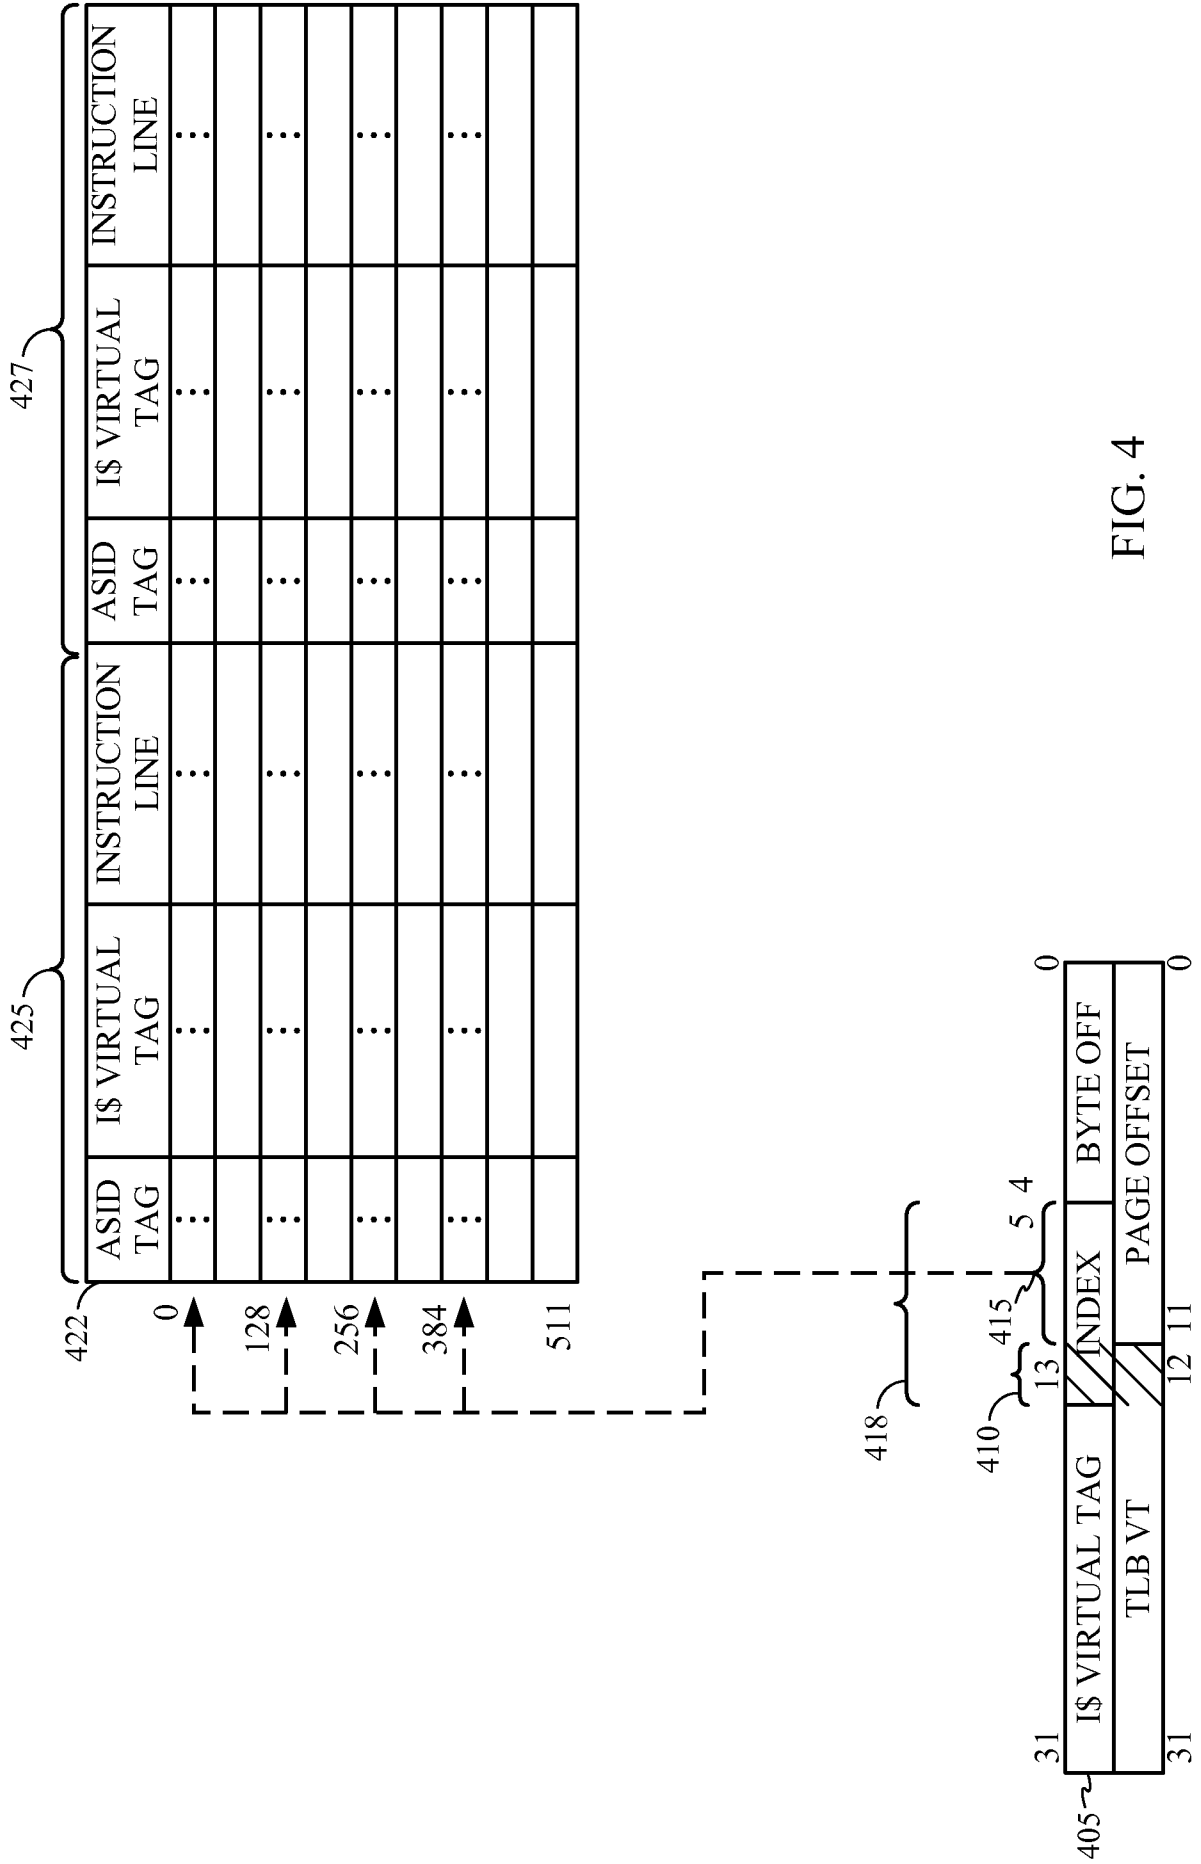 425
427
422
ASID
TAG
I$ VIRTUAL
TAG
INSTRUCTION
LINE
ASID
TAG
I$ VIRTUAL
TAG
INSTRUCTION
LINE
0
...
...
...
...
...
...
128
...
...
...
...
...
...
256
...
...
...
...
...
...
384
...
...
...
...
...
...
511
418
410
415
405
31
13
5
4
0
I$ VIRTUAL TAG
INDEX
BYTE OFF
TLB VT
PAGE OFFSET
31
12
11
0
FIG. 4